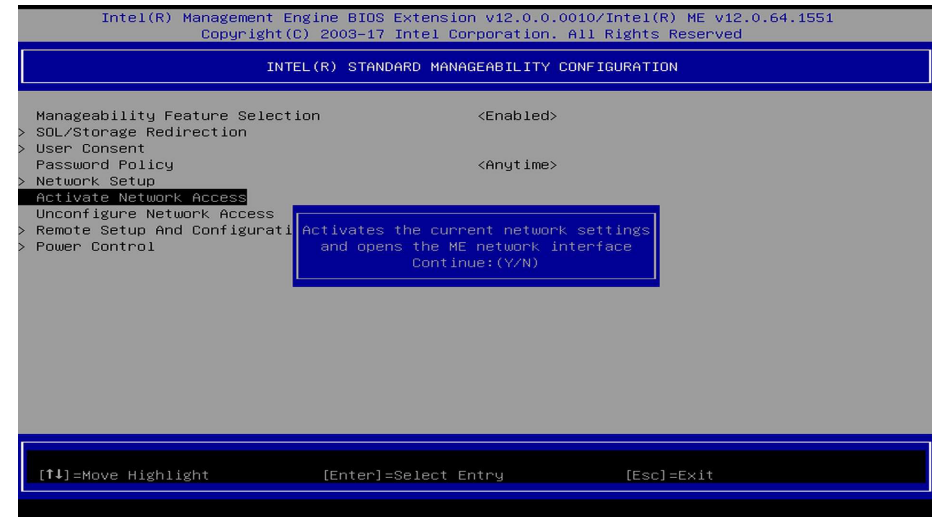 Intel(R) Management Engine BIOS Extension v12.0.0.0010/Intel(R) ME v12.0.64.1551
Copyright(C) 2003-17 Intel Corporation. All Rights Reserved
INTEL(R) STANDARD MANAGEABILITY CONFIGURATION
Manageability Feature Selection <Enabled>
> SOL/Storage Redirection
> User Consent
Password Policy <Anytime>
> Network Setup
Activate Network Access
Unconfigure Network Access
> Remote Setup And Configurati
> Power Control
Activates the current network settings
and opens the ME network interface
Continue:(Y/N)
[↑↓]=Move Highlight [Enter]=Select Entry [Esc]=Exit